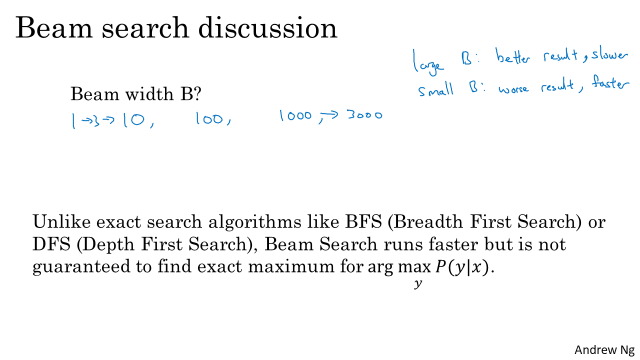 Beam search discussion
large B: better result, slower
small B: worse result, faster
Beam width B?
1 → 3 → 10, 100, 1000, → 3000
Unlike exact search algorithms like BFS (Breadth First Search) or
DFS (Depth First Search), Beam Search runs faster but is not
guaranteed to find exact maximum for arg max P(y|x).
y
Andrew Ng